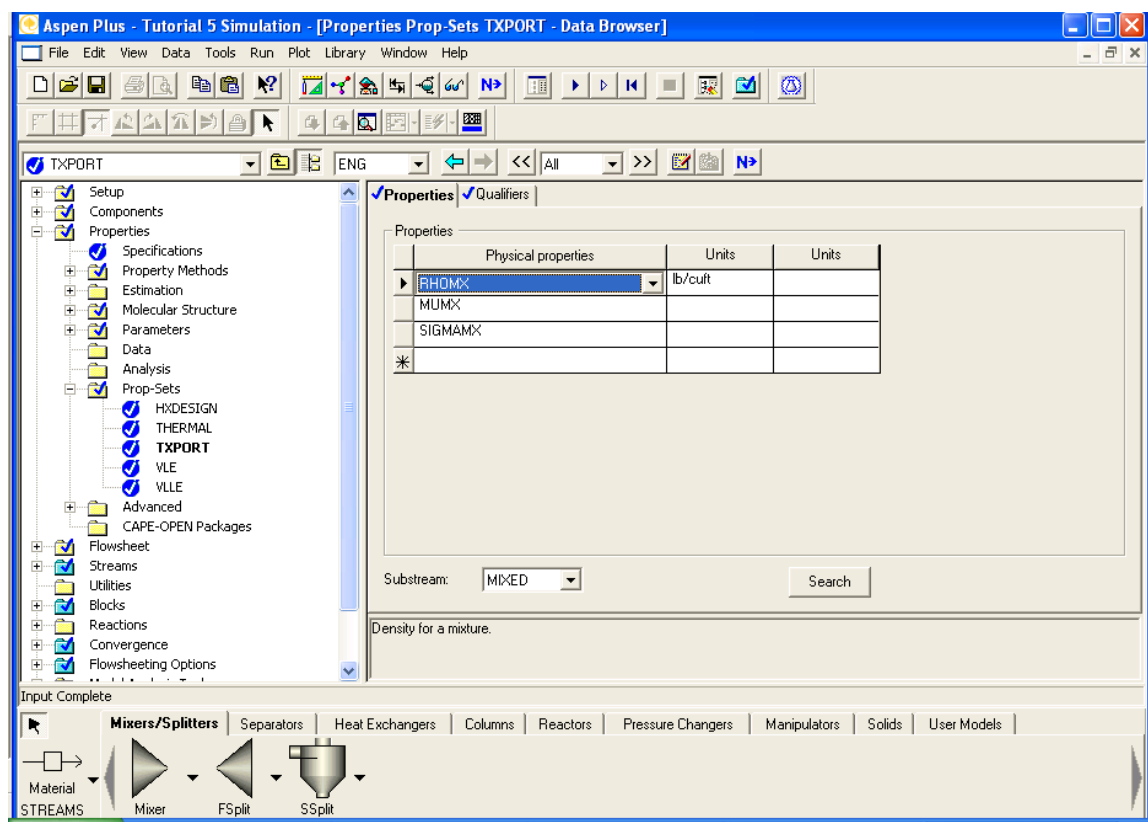 Aspen Plus - Tutorial 5 Simulation - [Properties Prop-Sets TXPORT - Data Browser]
File Edit View Data Tools Run Plot Library Window Help
N>
TXPORT ENG << All >> N>
Setup
Components
Properties
Specifications
Property Methods
Estimation
Molecular Structure
Parameters
Data
Analysis
Prop-Sets
HXDESIGN
THERMAL
TXPORT
VLE
VLLE
Advanced
CAPE-OPEN Packages
Flowsheet
Streams
Utilities
Blocks
Reactions
Convergence
Flowsheeting Options
Properties Qualifiers
Properties
Physical properties Units Units
RHOMX lb/cuft
MUMX
SIGMAMX
Substream: MIXED Search
Density for a mixture.
Input Complete
Mixers/Splitters Separators Heat Exchangers Columns Reactors Pressure Changers Manipulators Solids User Models
Material
STREAMS Mixer FSplit SSplit